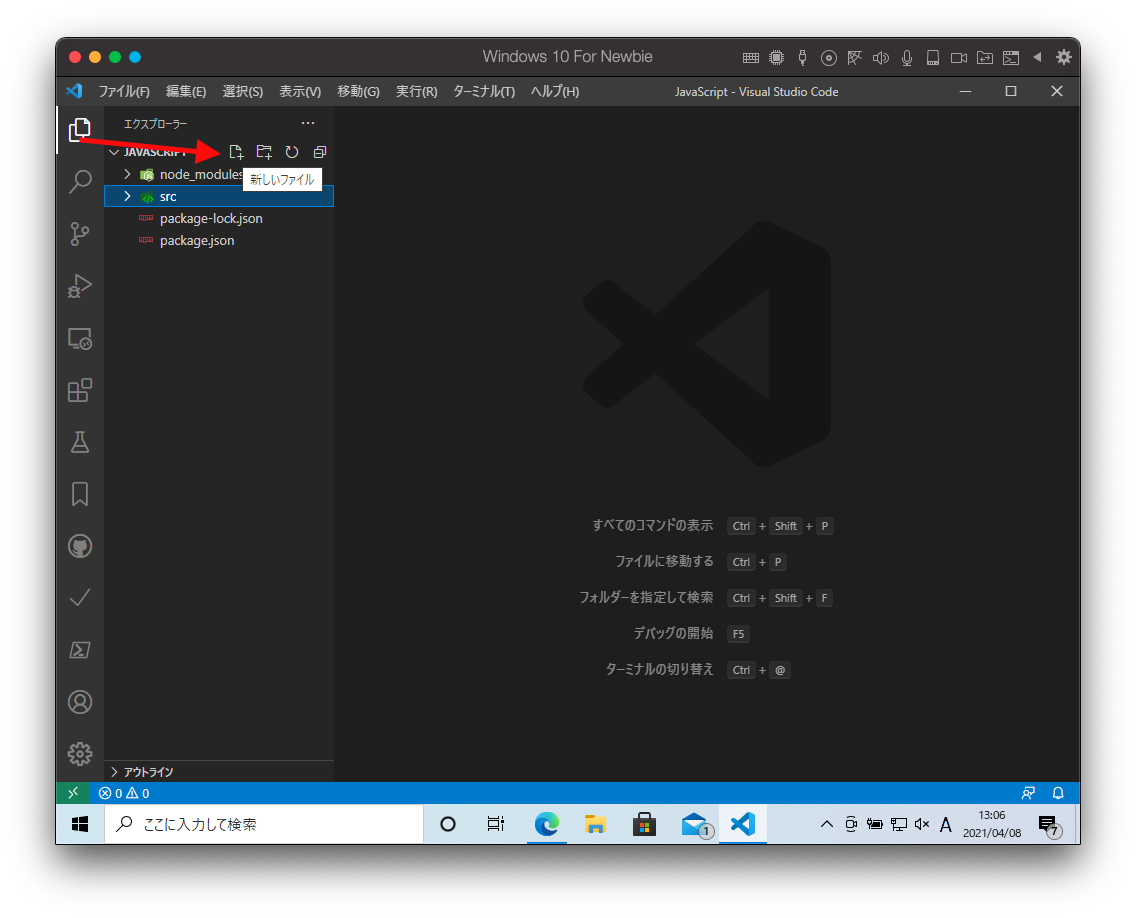 Windows 10 For Newbie
ファイル(F) 編集(E) 選択(S) 表示(V) 移動(G) 実行(R) ターミナル(T) ヘルプ(H) JavaScript - Visual Studio Code
エクスプローラー
JAVASCRIPT
node_modules
新しいファイル
src
package-lock.json
package.json
すべてのコマンドの表示 Ctrl + Shift + P
ファイルに移動する Ctrl + P
フォルダーを指定して検索 Ctrl + Shift + F
デバッグの開始 F5
ターミナルの切り替え Ctrl + @
アウトライン
0 0
ここに入力して検索
1
A
13:06
2021/04/08
7